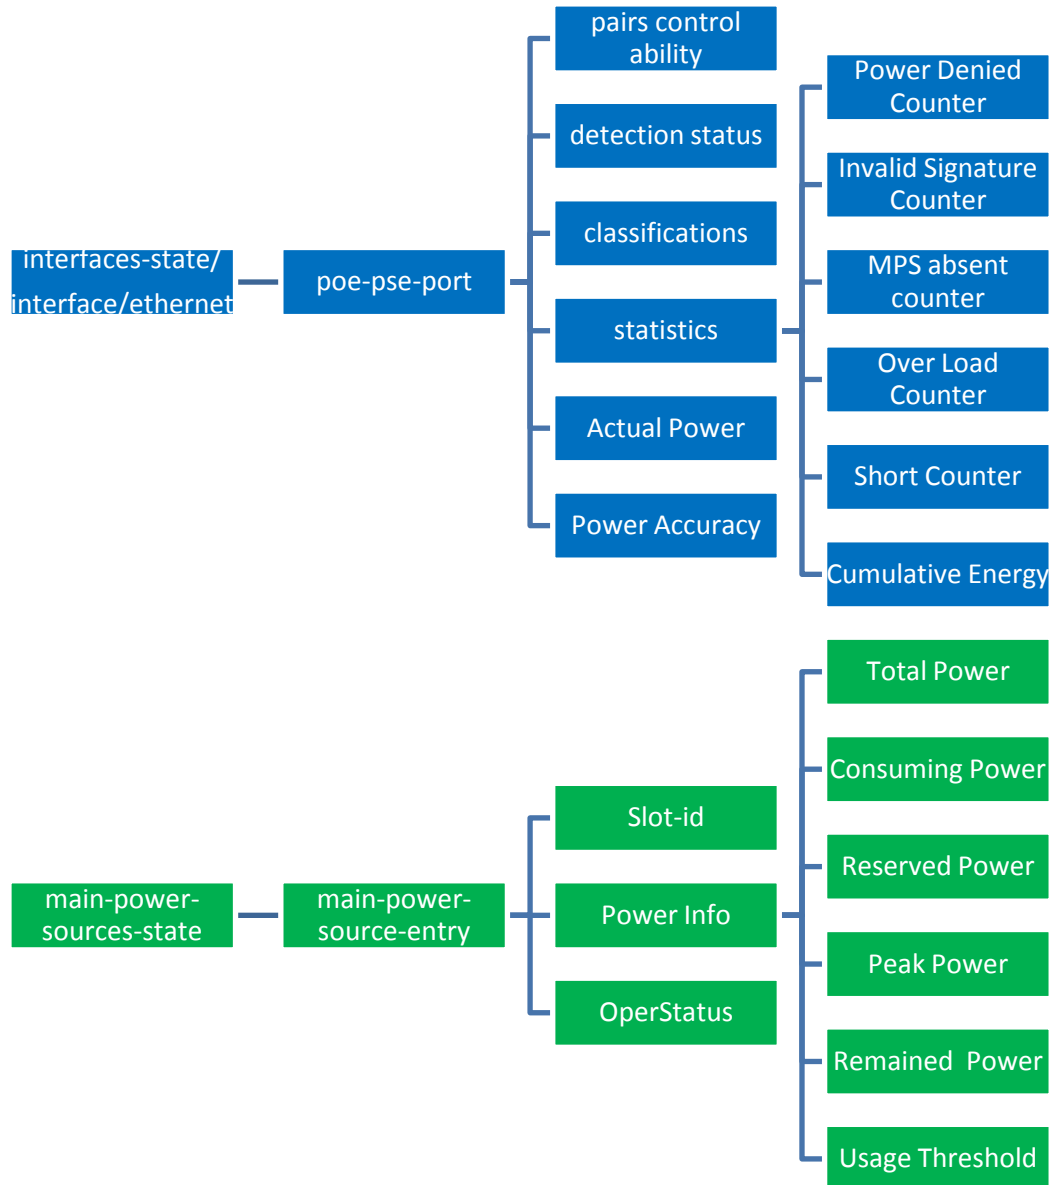 pairs control
ability
detection status
classifications
statistics
Actual Power
Power Accuracy
interfaces-state/
interface/ethernet
poe-pse-port
Power Denied
Counter
Invalid Signature
Counter
MPS absent
counter
Over Load
Counter
Short Counter
Cumulative Energy
main-power-
sources-state
main-power-
source-entry
Slot-id
Power Info
OperStatus
Total Power
Consuming Power
Reserved Power
Peak Power
Remained  Power
Usage Threshold